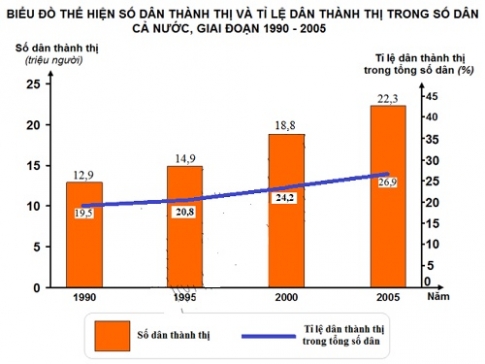 BIỂU ĐỒ THỂ HIỆN SỐ DÂN THÀNH THỊ VÀ TỈ LỆ DÂN THÀNH THỊ TRONG SỐ DÂN
CẢ NƯỚC, GIAI ĐOẠN 1990 - 2005
Số dân thành thị
(triệu người)
Tỉ lệ dân thành thị
trong tổng số dân (%)
25
20
15
10
5
0
12,9
14,9
18,8
22,3
19,5
20,8
24,2
26,9
45
40
35
30
25
20
15
10
5
0
1990
1995
2000
2005
Năm
Số dân thành thị
Tỉ lệ dân thành thị
trong tổng số dân